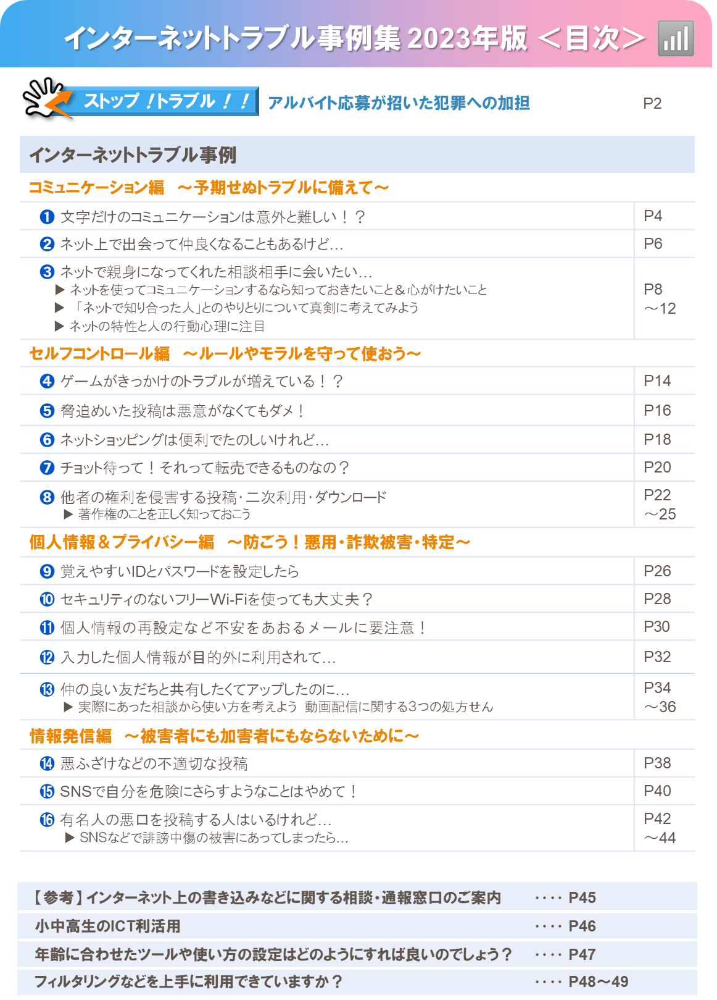 インターネットトラブル事例集 2023年版 ＜目次＞
ストップ！トラブル！！ アルバイト応募が招いた犯罪への加担 P2
インターネットトラブル事例
コミュニケーション編　～予期せぬトラブルに備えて～
❶ 文字だけのコミュニケーションは意外と難しい！？ P4
❷ ネット上で出会って仲良くなることもあるけど… P6
❸ ネットで親身になってくれた相談相手に会いたい…
▶ ネットを使ってコミュニケーションするなら知っておきたいこと＆心がけたいこと P8
▶ 「ネットで知り合った人」とのやりとりについて真剣に考えてみよう ～12
▶ ネットの特性と人の行動心理に注目
セルフコントロール編　～ルールやモラルを守って使おう～
❹ ゲームがきっかけのトラブルが増えている！？ P14
❺ 脅迫めいた投稿は悪意がなくてもダメ！ P16
❻ ネットショッピングは便利でたのしいけれど… P18
❼ チョット待って！それって転売できるものなの？ P20
❽ 他者の権利を侵害する投稿・二次利用・ダウンロード P22
▶ 著作権のことを正しく知っておこう ～25
個人情報＆プライバシー編　～防ごう！悪用・詐欺被害・特定～
❾ 覚えやすいIDとパスワードを設定したら P26
❿ セキュリティのないフリーWi-Fiを使っても大丈夫？ P28
⓫ 個人情報の再設定など不安をあおるメールに要注意！ P30
⓬ 入力した個人情報が目的外に利用されて… P32
⓭ 仲の良い友だちと共有したくてアップしたのに… P34
▶ 実際にあった相談から使い方を考えよう 動画配信に関する3つの処方せん ～36
情報発信編　～被害者にも加害者にもならないために～
⓮ 悪ふざけなどの不適切な投稿 P38
⓯ SNSで自分を危険にさらすようなことはやめて！ P40
⓰ 有名人の悪口を投稿する人はいるけれど… P42
▶ SNSなどで誹謗中傷の被害にあってしまったら… ～44
【参考】インターネット上の書き込みなどに関する相談・通報窓口のご案内 ‥‥ P45
小中高生のICT利活用 ‥‥ P46
年齢に合わせたツールや使い方の設定はどのようにすれば良いのでしょう？ ‥‥ P47
フィルタリングなどを上手に利用できていますか？ ‥‥ P48～49